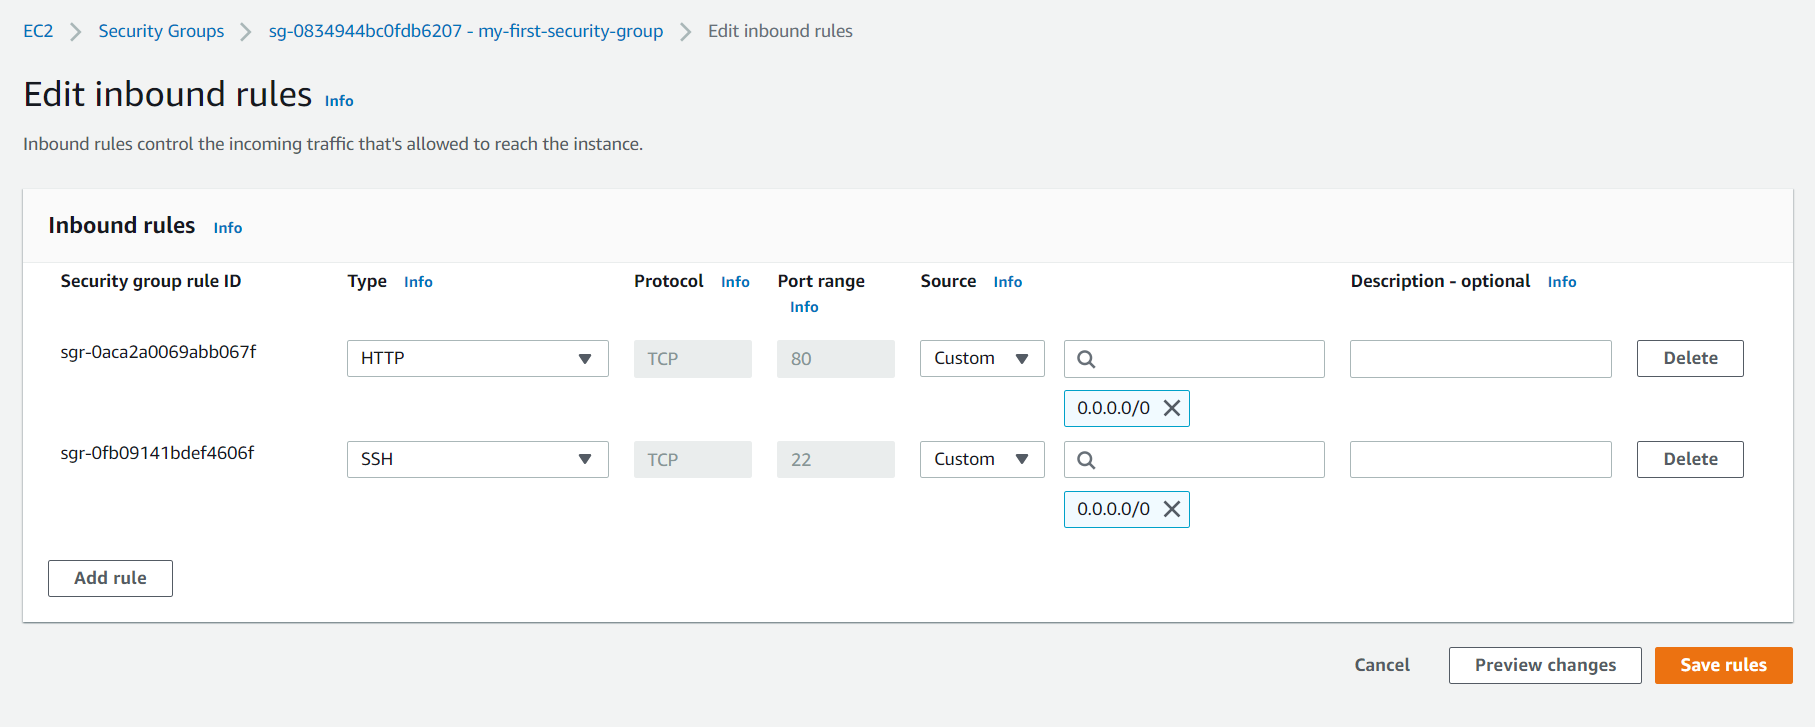 EC2 Security Groups sg-0834944bc0fdb6207 - my-first-security-group Edit inbound rules
Edit inbound rules Info
Inbound rules control the incoming traffic that's allowed to reach the instance.
Inbound rules Info
Security group rule ID Type Info Protocol Info Port range Info Source Info Description - optional Info
sgr-0aca2a0069abb067f HTTP TCP 80 Custom Delete
0.0.0.0/0
sgr-0fb09141bdef4606f SSH TCP 22 Custom Delete
0.0.0.0/0
Add rule
Cancel Preview changes Save rules